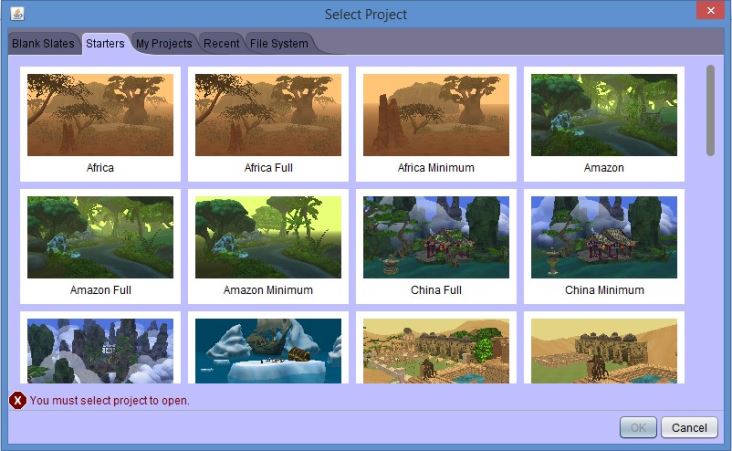 Select Project
Blank Slates Starters My Projects Recent File System
Africa Africa Full Africa Minimum Amazon
Amazon Full Amazon Minimum China Full China Minimum
You must select project to open.
OK Cancel